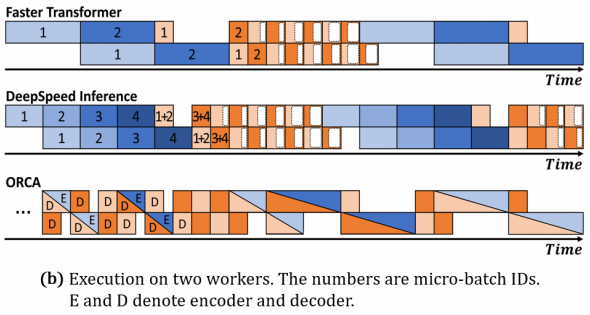 Faster Transformer
1 2 1 2
1 2 1 2
Time
DeepSpeed Inference
1 2 3 4 1+2 3+4
1 2 3 4 1+2 3+4
Time
ORCA
... D E D D D E D
D D E D D D E D
Time
(b) Execution on two workers. The numbers are micro-batch IDs.
E and D denote encoder and decoder.